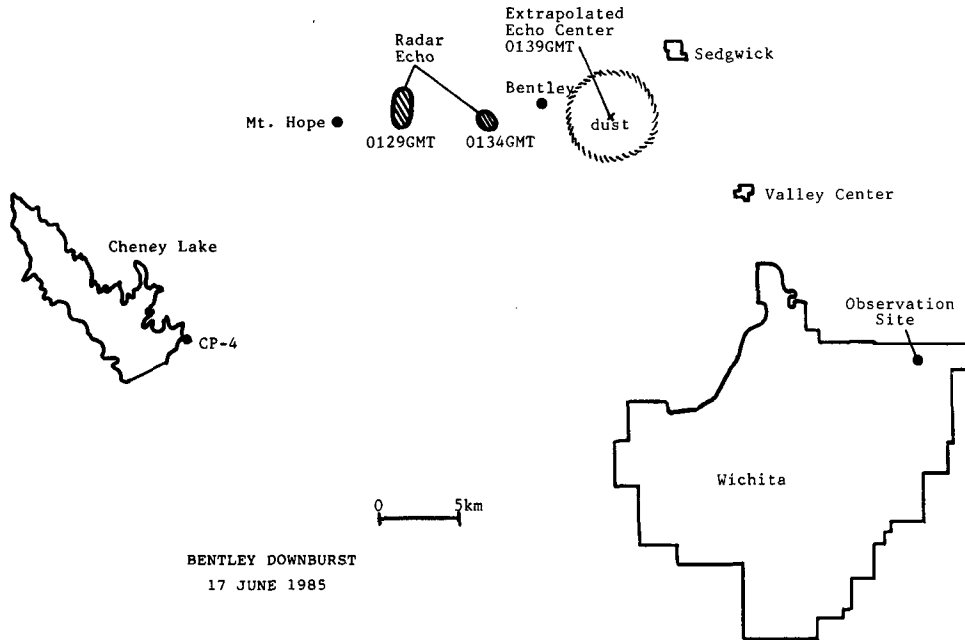 Extrapolated
Echo Center
0139GMT
Radar
Echo
Sedgwick
Bentley
Mt. Hope
dust
0129GMT
0134GMT
Valley Center
Cheney Lake
Observation
Site
CP-4
Wichita
0 5km
BENTLEY DOWNBURST
17 JUNE 1985